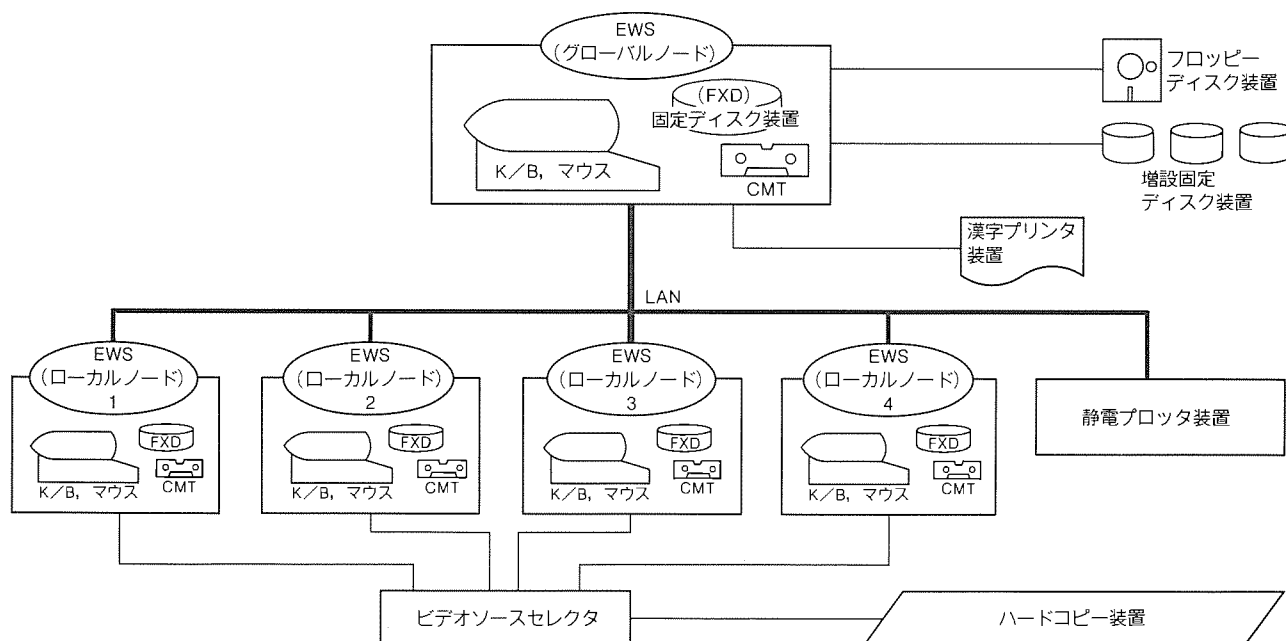 EWS
(グローバルノード)
(FXD)
固定ディスク装置
K/B, マウス
CMT
フロッピー
ディスク装置
増設固定
ディスク装置
漢字プリンタ
装置
LAN
EWS
(ローカルノード)
1
FXD
K/B, マウス
CMT
EWS
(ローカルノード)
2
FXD
K/B, マウス
CMT
EWS
(ローカルノード)
3
FXD
K/B, マウス
CMT
EWS
(ローカルノード)
4
FXD
K/B, マウス
CMT
静電プロッタ装置
ビデオソースセレクタ
ハードコピー装置